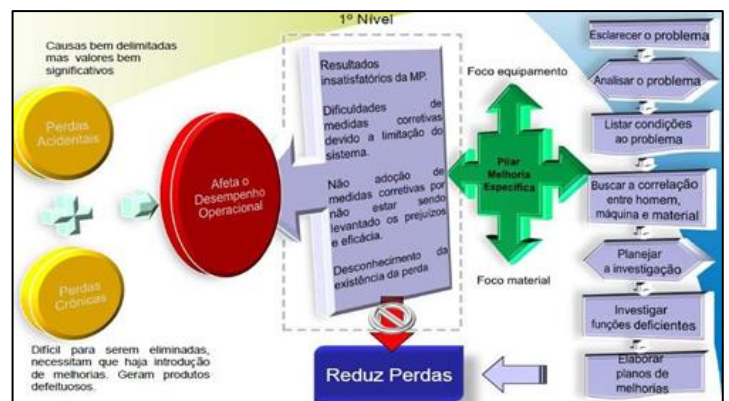 Causas bem delimitadas
mas valores bem
significativos
Perdas
Acidentais
Perdas
Crônicas
Difícil para serem eliminadas,
necessitam que haja introdução
de melhorias. Geram produtos
defeituosos.
Afeta o
Desempenho
Operacional
1º Nível
Resultados
insatisfatórios da MP.
Dificuldades de
medidas corretivas
devido a limitação do
sistema.
Não adoção de
medidas corretivas por
não estar sendo
levantado os prejuízos
e eficácia.
Desconhecimento da
existência da perda
Reduz Perdas
Foco equipamento
Pilar
Melhoria
Específica
Foco material
Esclarecer o problema
Analisar o problema
Listar condições
ao problema
Buscar a correlação
entre homem,
máquina e material
Planejar
a investigação
Investigar
funções deficientes
Elaborar
planos de
melhorias